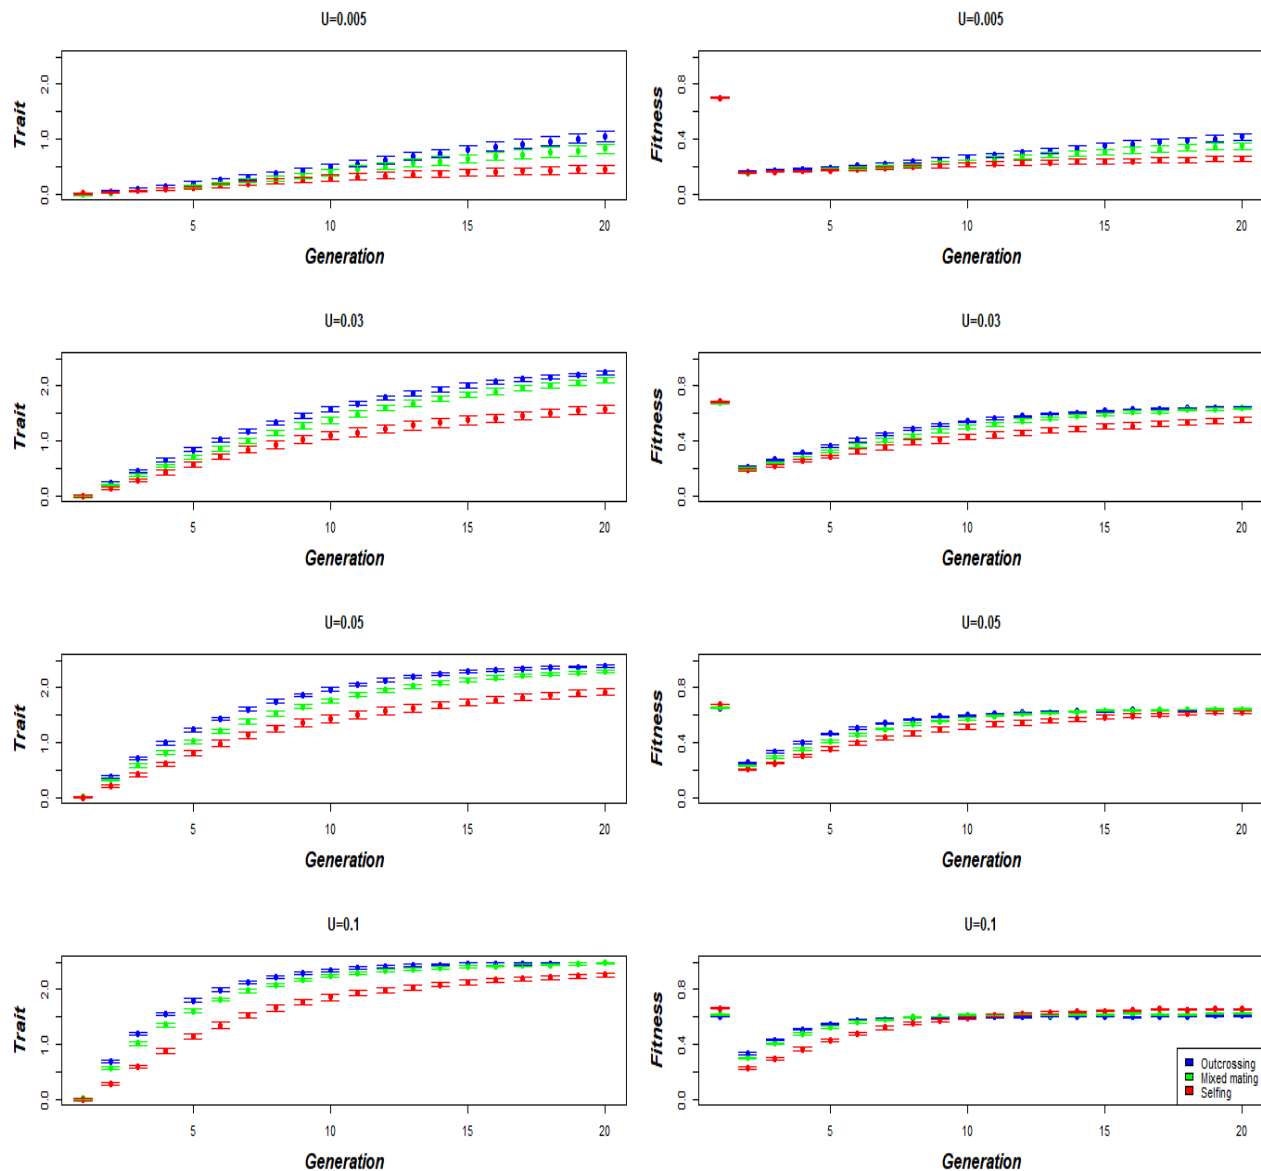 U=0.005
U=0.005
Trait
0.0 1.0 2.0
5 10 15 20
Generation
Fitness
0.0 0.4 0.8
5 10 15 20
Generation
U=0.03
U=0.03
Trait
0.0 1.0 2.0
5 10 15 20
Generation
Fitness
0.0 0.4 0.8
5 10 15 20
Generation
U=0.05
U=0.05
Trait
0.0 1.0 2.0
5 10 15 20
Generation
Fitness
0.0 0.4 0.8
5 10 15 20
Generation
U=0.1
U=0.1
Trait
0.0 1.0 2.0
5 10 15 20
Generation
Fitness
0.0 0.4 0.8
Outcrossing
Mixed mating
Selfing
5 10 15 20
Generation